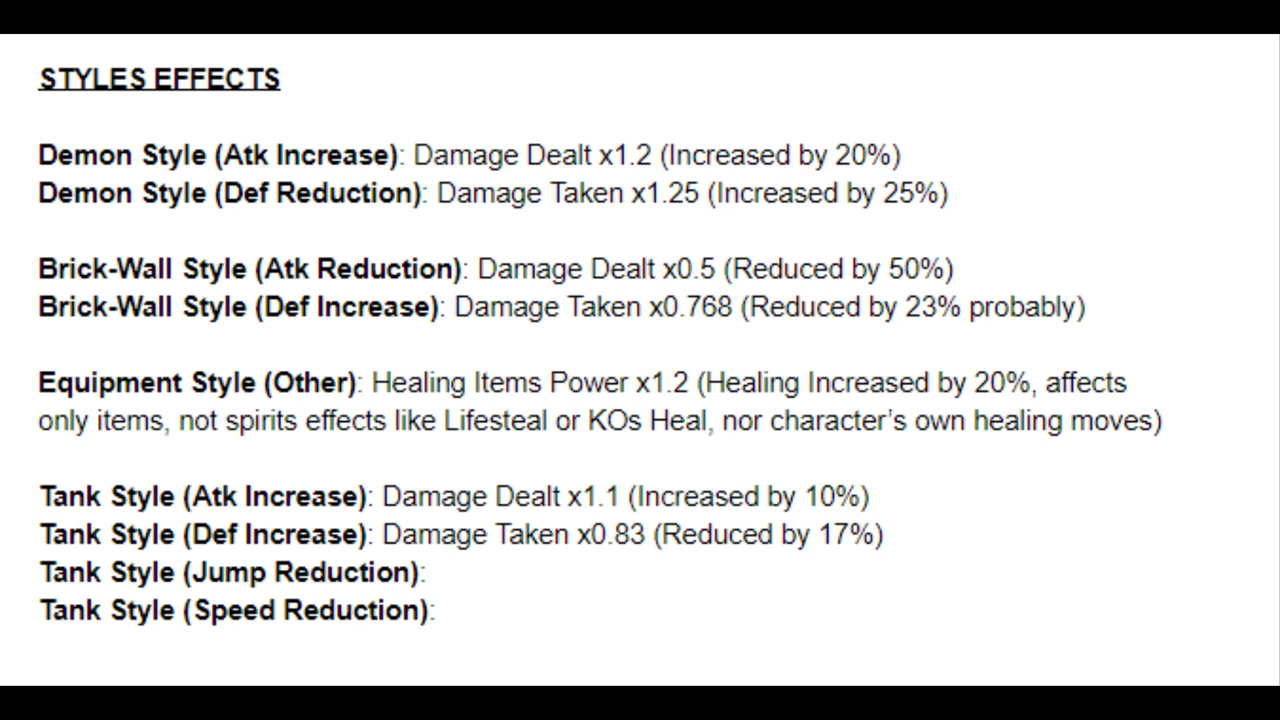 STYLES EFFECTS
Demon Style (Atk Increase): Damage Dealt x1.2 (Increased by 20%)
Demon Style (Def Reduction): Damage Taken x1.25 (Increased by 25%)
Brick-Wall Style (Atk Reduction): Damage Dealt x0.5 (Reduced by 50%)
Brick-Wall Style (Def Increase): Damage Taken x0.768 (Reduced by 23% probably)
Equipment Style (Other): Healing Items Power x1.2 (Healing Increased by 20%, affects
only items, not spirits effects like Lifesteal or KOs Heal, nor character’s own healing moves)
Tank Style (Atk Increase): Damage Dealt x1.1 (Increased by 10%)
Tank Style (Def Increase): Damage Taken x0.83 (Reduced by 17%)
Tank Style (Jump Reduction):
Tank Style (Speed Reduction):